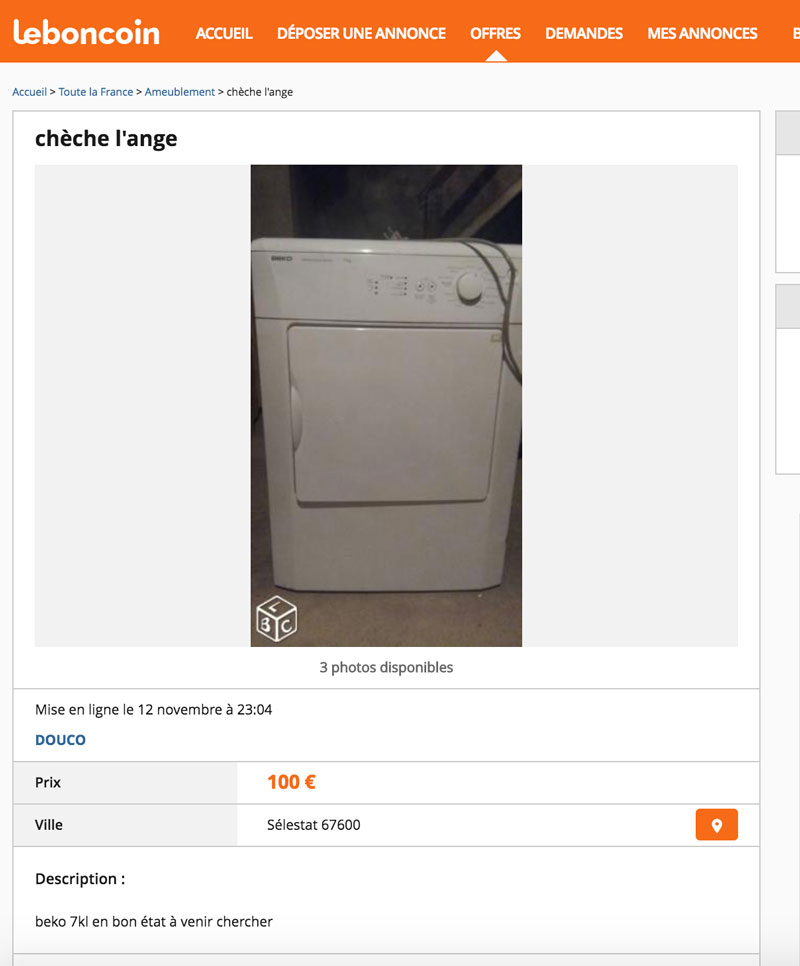 leboncoin
ACCUEIL DÉPOSER UNE ANNONCE OFFRES DEMANDES MES ANNONCES B
Accueil > Toute la France > Ameublement > chèche l'ange
chèche l'ange
BEKO
LBC
3 photos disponibles
Mise en ligne le 12 novembre à 23:04
DOUCO
Prix 100 €
Ville Sélestat 67600
Description :
beko 7kl en bon état à venir chercher